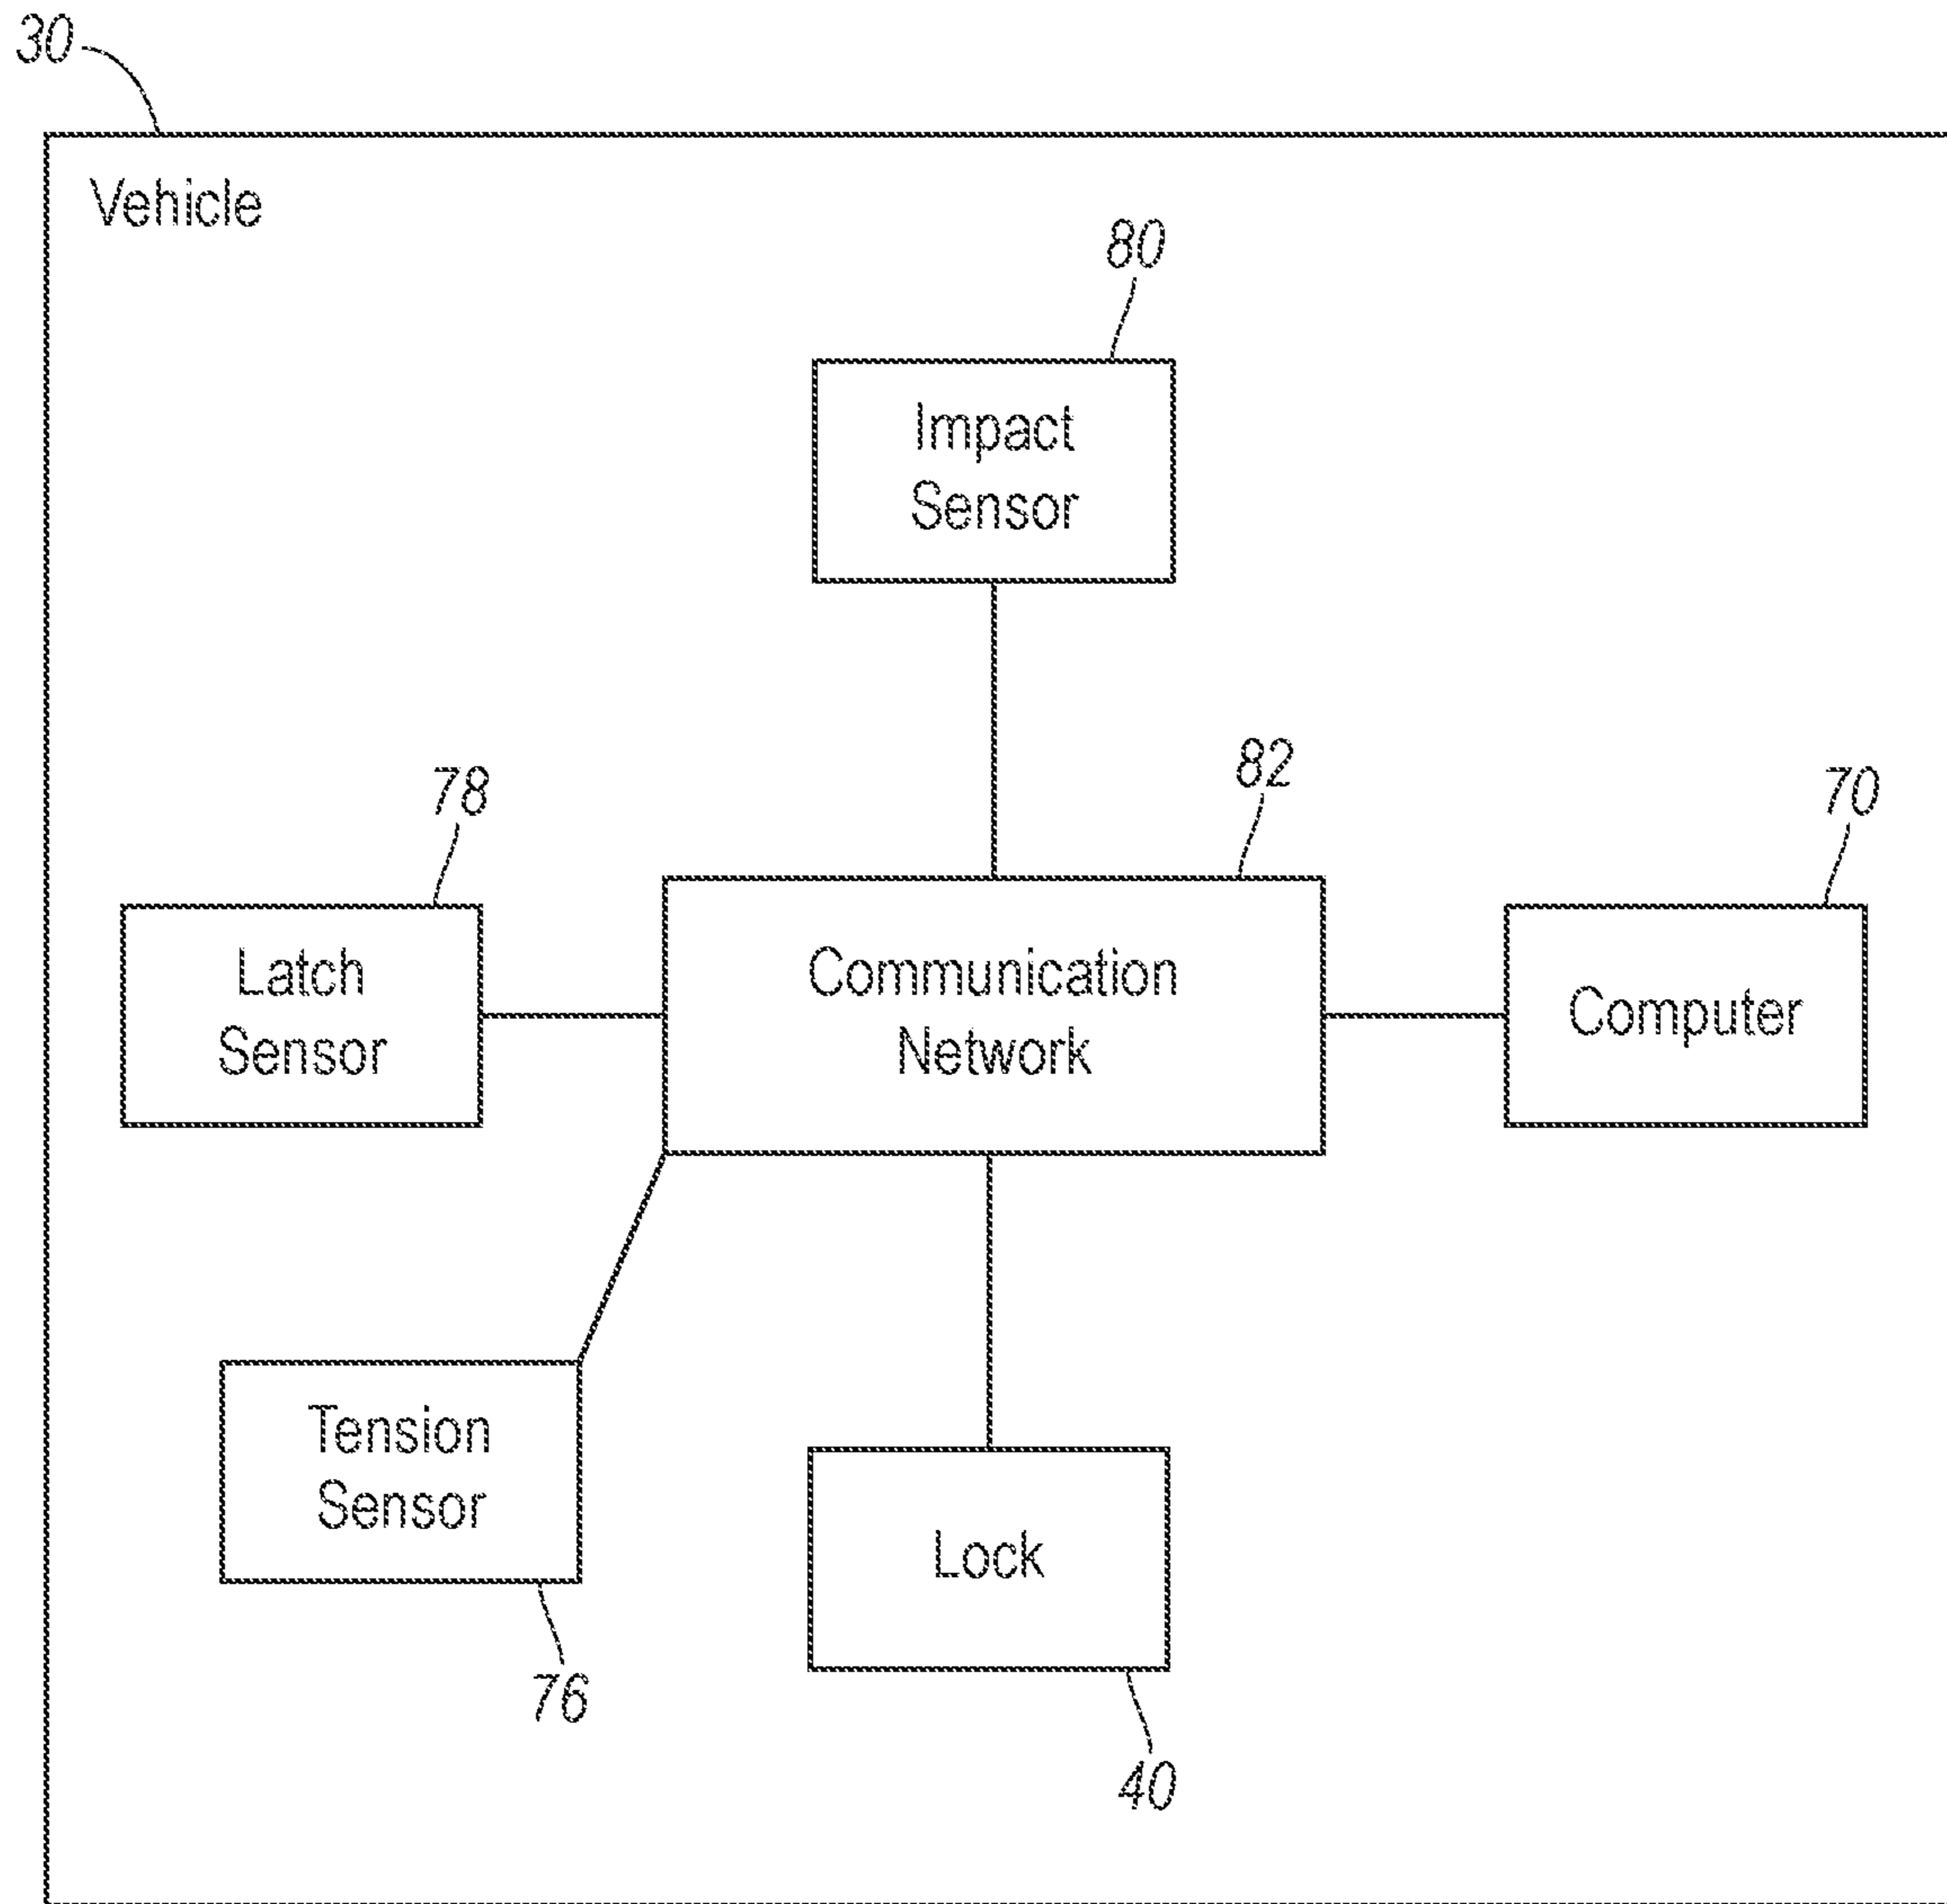 30
Vehicle
80
Impact
Sensor
82
78
70
Latch
Sensor
Communication
Network
Computer
Tension
Sensor
Lock
76
40